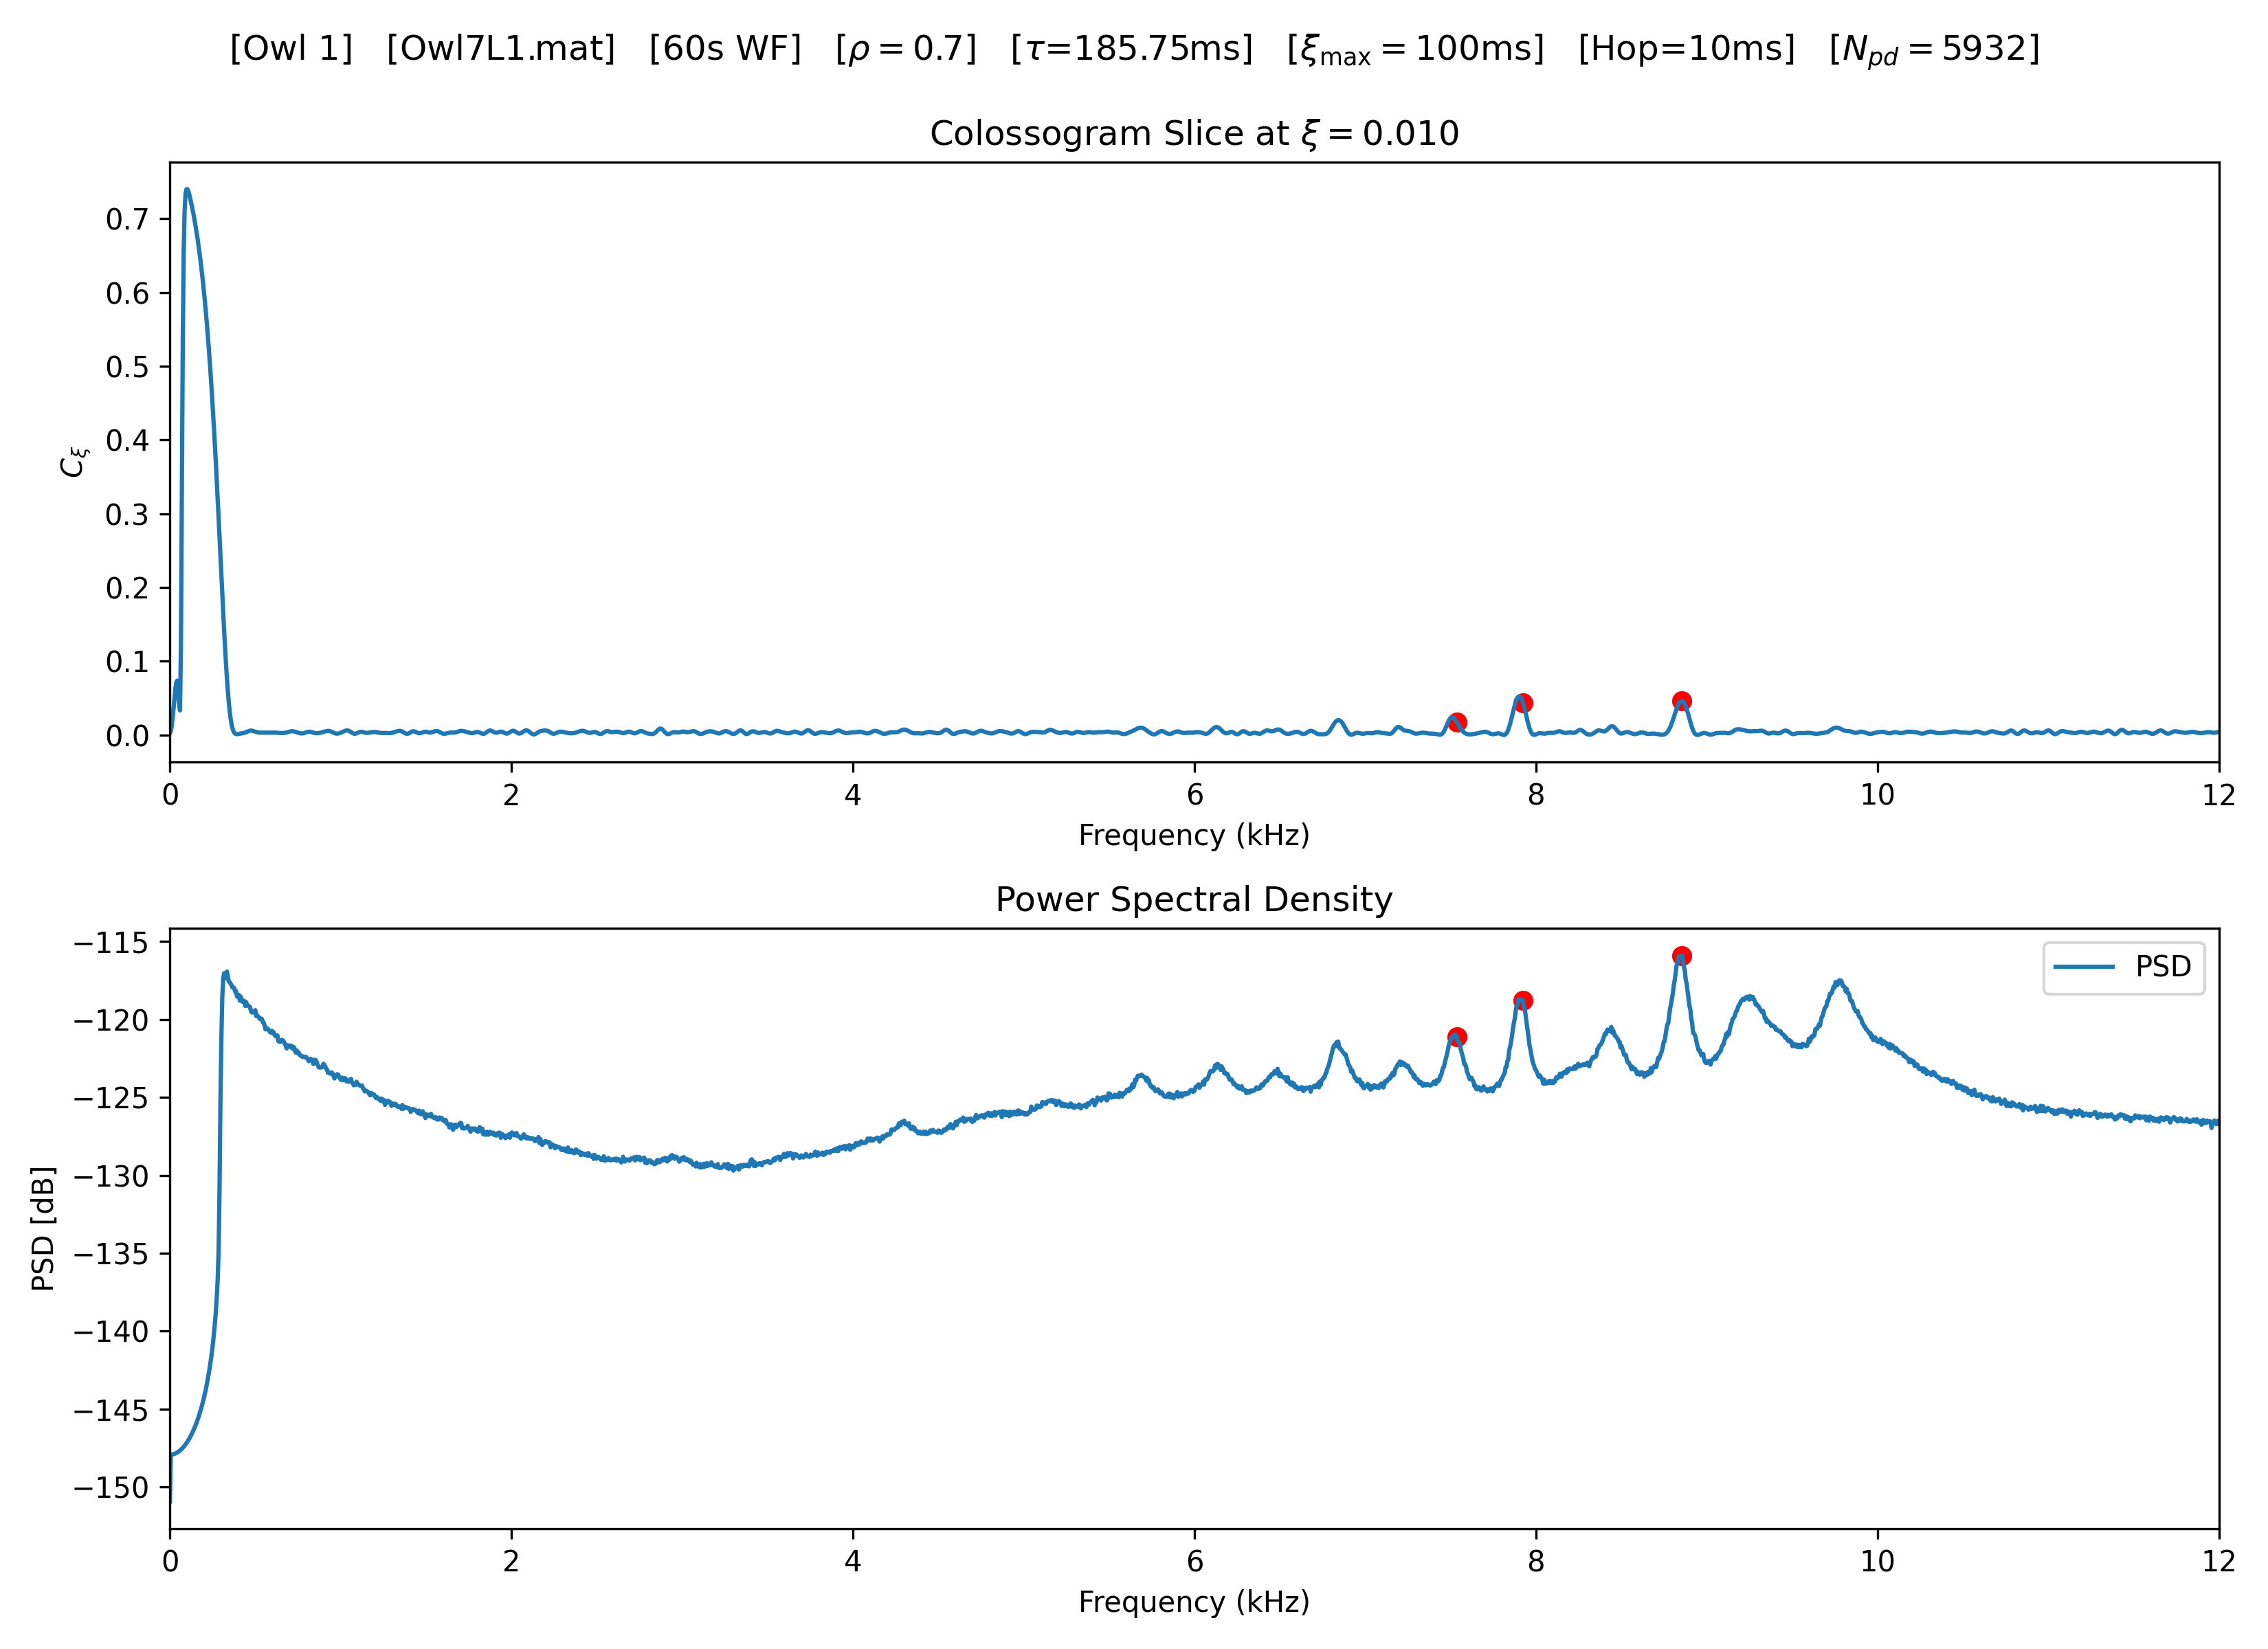 [Owl 1] [Owl7L1.mat] [60s WF] [ρ = 0.7] [τ=185.75ms] [ξmax = 100ms] [Hop=10ms] [Npd = 5932]
Colossogram Slice at ξ = 0.010
0.7
0.6
0.5
0.4
0.3
0.2
0.1
0.0
Cξ
0 2 4 6 8 10 12
Frequency (kHz)
Power Spectral Density
−115
−120
−125
−130
−135
−140
−145
−150
PSD [dB]
PSD
0 2 4 6 8 10 12
Frequency (kHz)